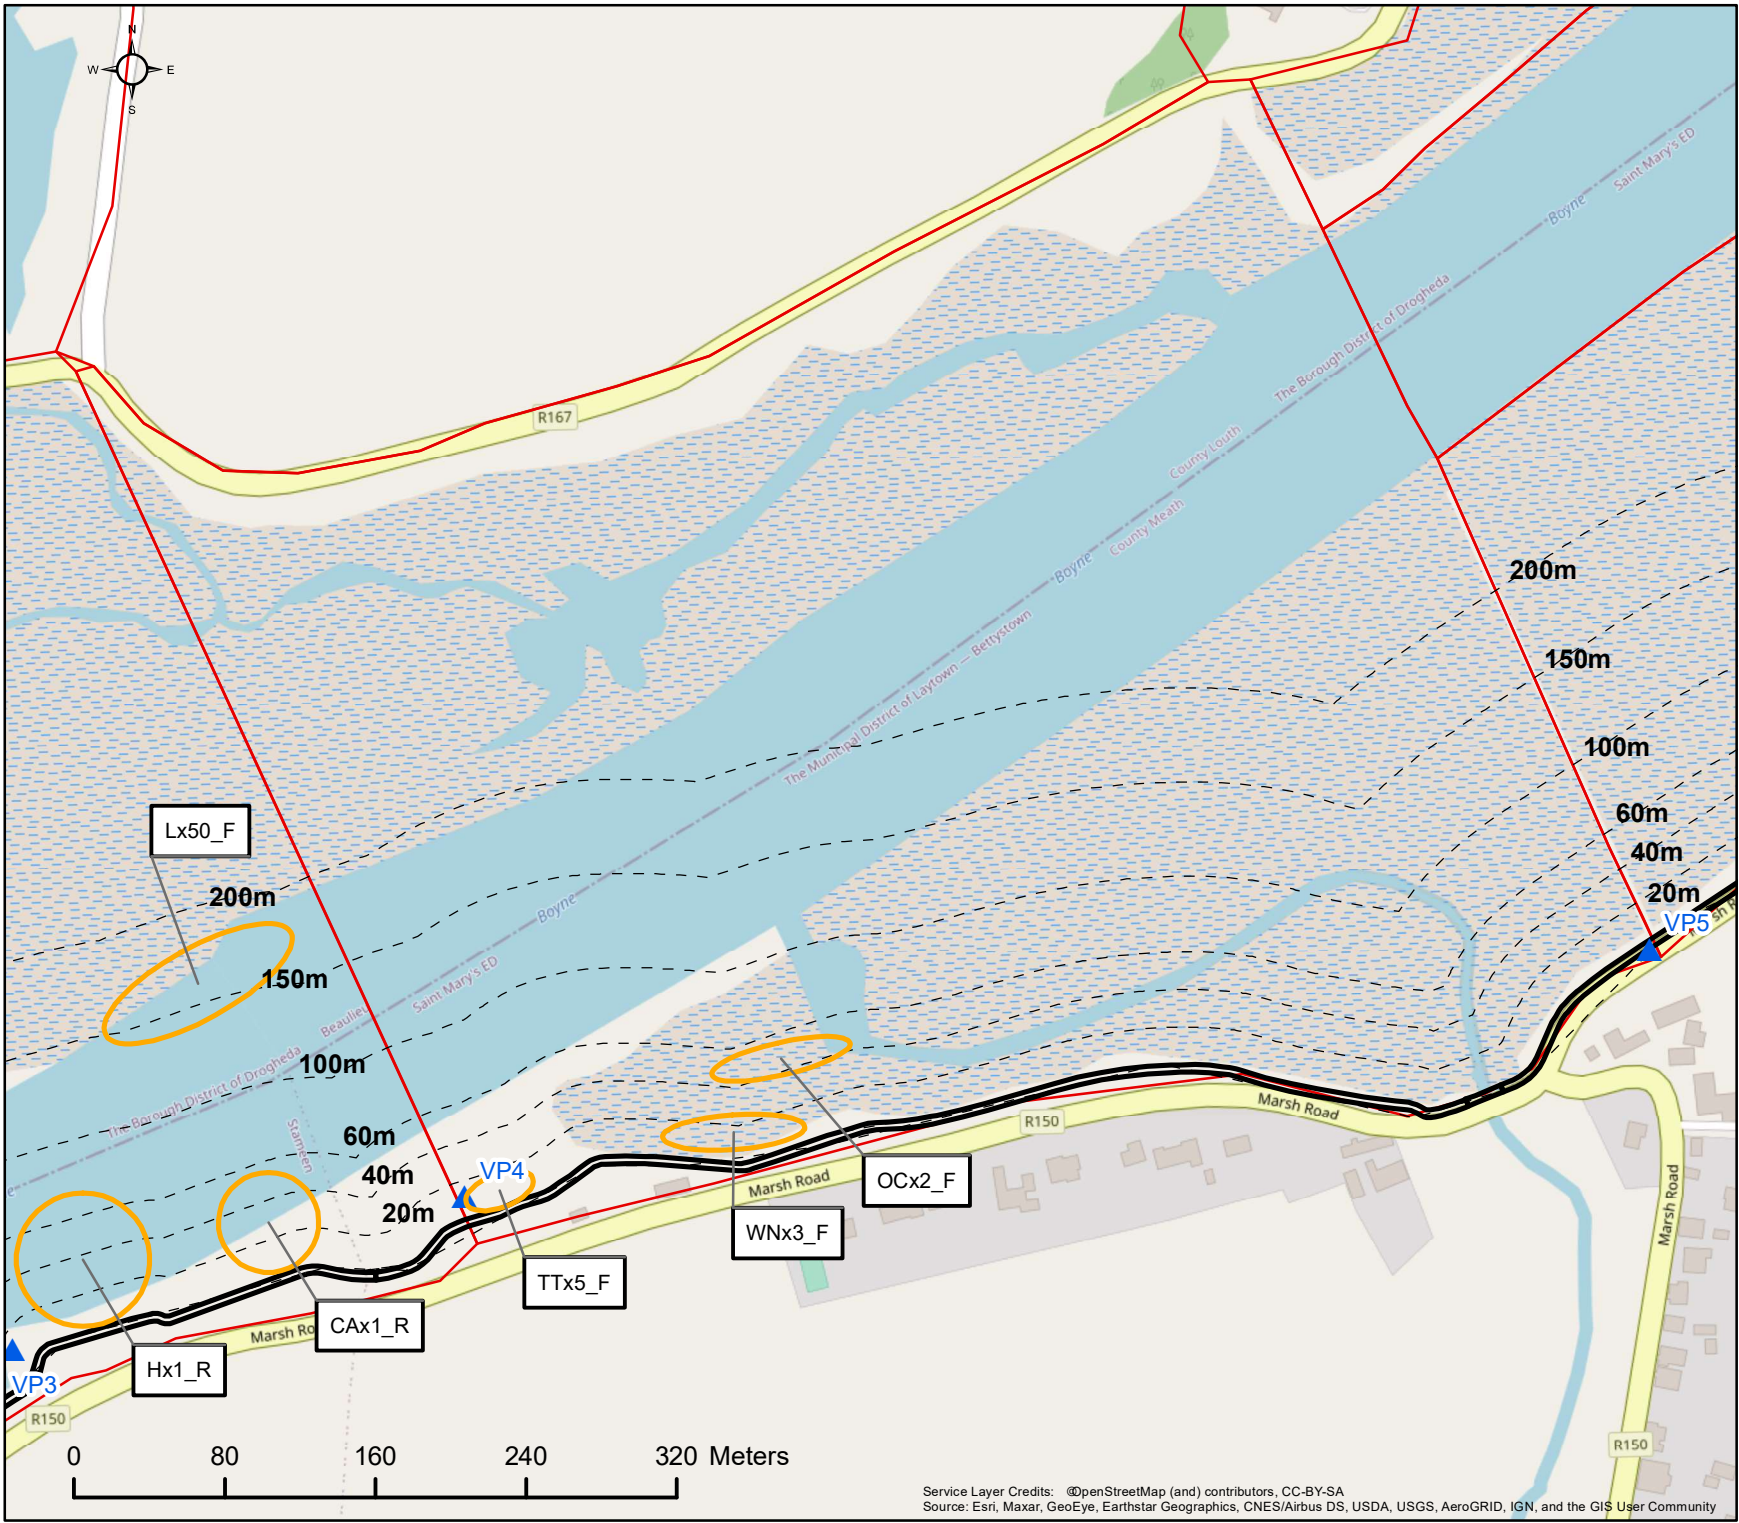 N
W E
S
Saint Mary's ED
Boyne
The Borough District of Drogheda
R167
County Louth
County Meath
Boyne
200m
The Municipal District of Laytown — Bettystown
150m
100m
60m
Lx50_F
40m
200m
20m
Boyne
VP5
150m
Saint Mary's ED
Beaulieu
100m
The Borough District of Drogheda
60m
Stameen
40m
VP4
20m
R150
Marsh Road
Marsh Road
OCx2_F
WNx3_F
TTx5_F
CAx1_R
Marsh Ro
Hx1_R
VP3
R150
Marsh Road
R150
0 80 160 240 320 Meters
Service Layer Credits: ©OpenStreetMap (and) contributors, CC-BY-SA
Source: Esri, Maxar, GeoEye, Earthstar Geographics, CNES/Airbus DS, USDA, USGS, AeroGRID, IGN, and the GIS User Community